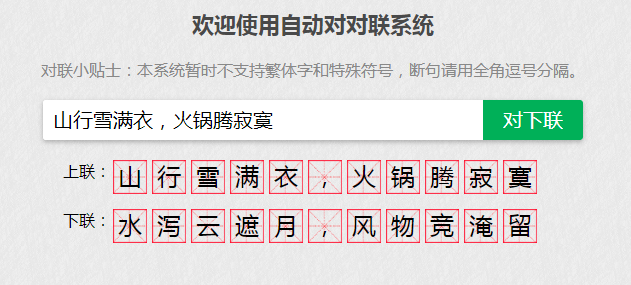 欢迎使用自动对对联系统
对联小贴士：本系统暂时不支持繁体字和特殊符号，断句请用全角逗号分隔。
山行雪满衣，火锅腾寂寞 对下联
上联：山行雪满衣，火锅腾寂寞
下联：水泻云遮月，风物竞淹留